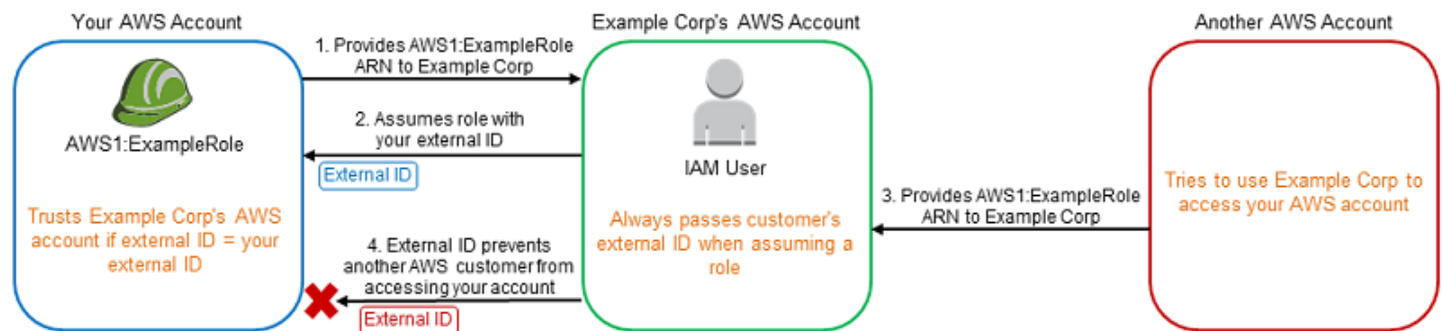 Your AWS Account
Example Corp's AWS Account
Another AWS Account
AWS1:ExampleRole
Trusts Example Corp's AWS
account if external ID = your
external ID
1. Provides AWS1:ExampleRole
ARN to Example Corp
2. Assumes role with
your external ID
External ID
4. External ID prevents
another AWS customer from
accessing your account
External ID
IAM User
Always passes customer's
external ID when assuming a
role
3. Provides AWS1:ExampleRole
ARN to Example Corp
Tries to use Example Corp to
access your AWS account